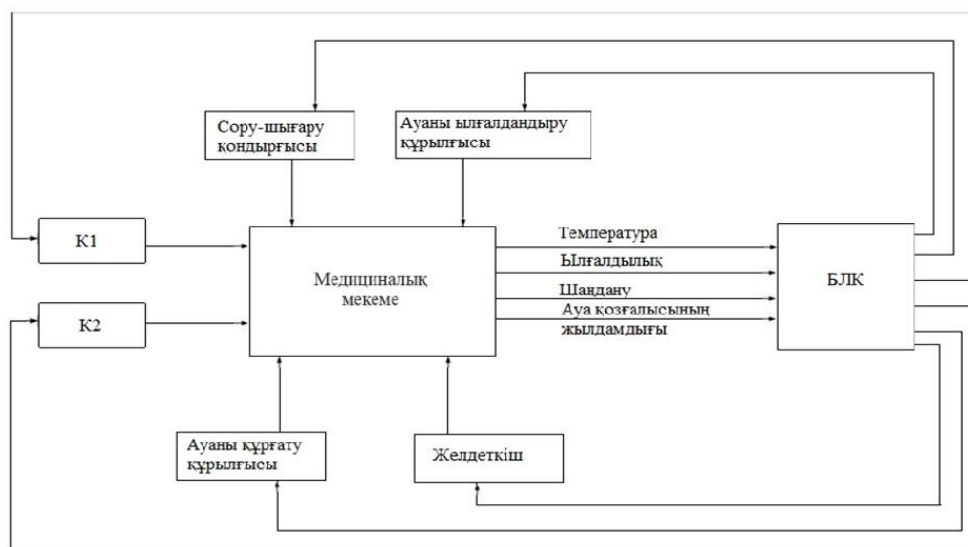 Сору-шығару
қондырғысы
Ауаны ылғалдандыру
құрылғысы
К1
К2
Медициналық
мекеме
Температура
Ылғалдылық
Шаңдану
Ауа қозғалысының
жылдамдығы
БЛК
Ауаны құрғату
құрылғысы
Желдеткіш